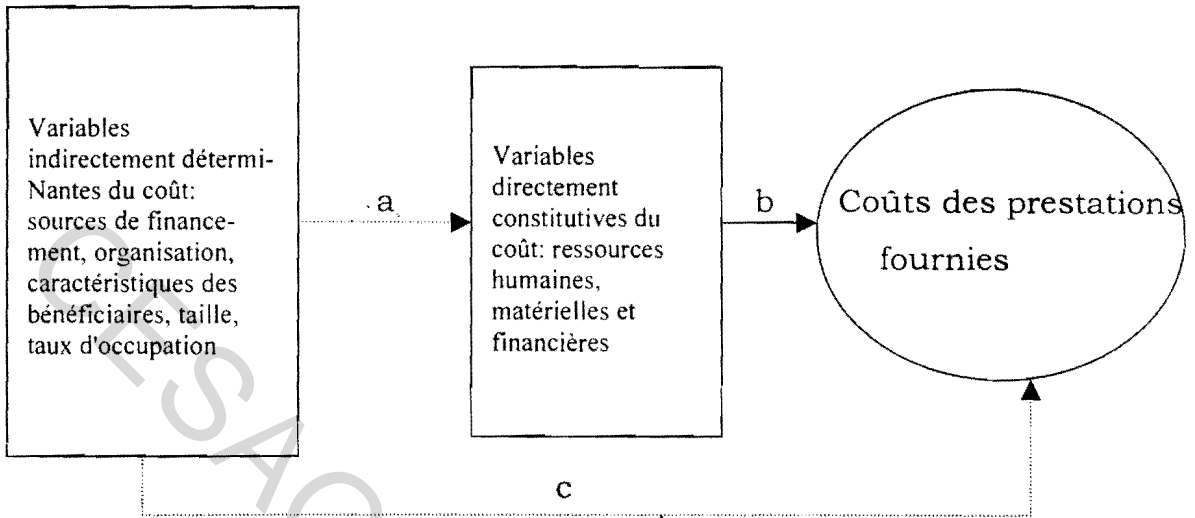 Variables
indirectement détermi-
Nantes du coût:
sources de finance-
ment, organisation,
caractéristiques des
bénéficiaires, taille,
taux d'occupation
a
Variables
directement
constitutives du
coût: ressources
humaines,
matérielles et
financières
b
Coûts des prestations
fournies
c
CESAG